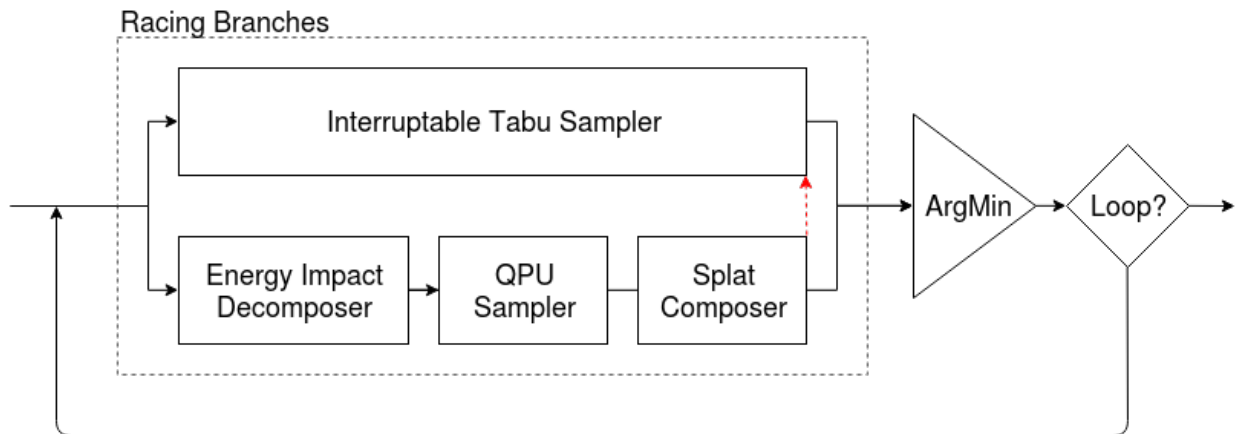 Racing Branches
Interruptable Tabu Sampler
Energy Impact
Decomposer
QPU
Sampler
Splat
Composer
ArgMin
Loop?